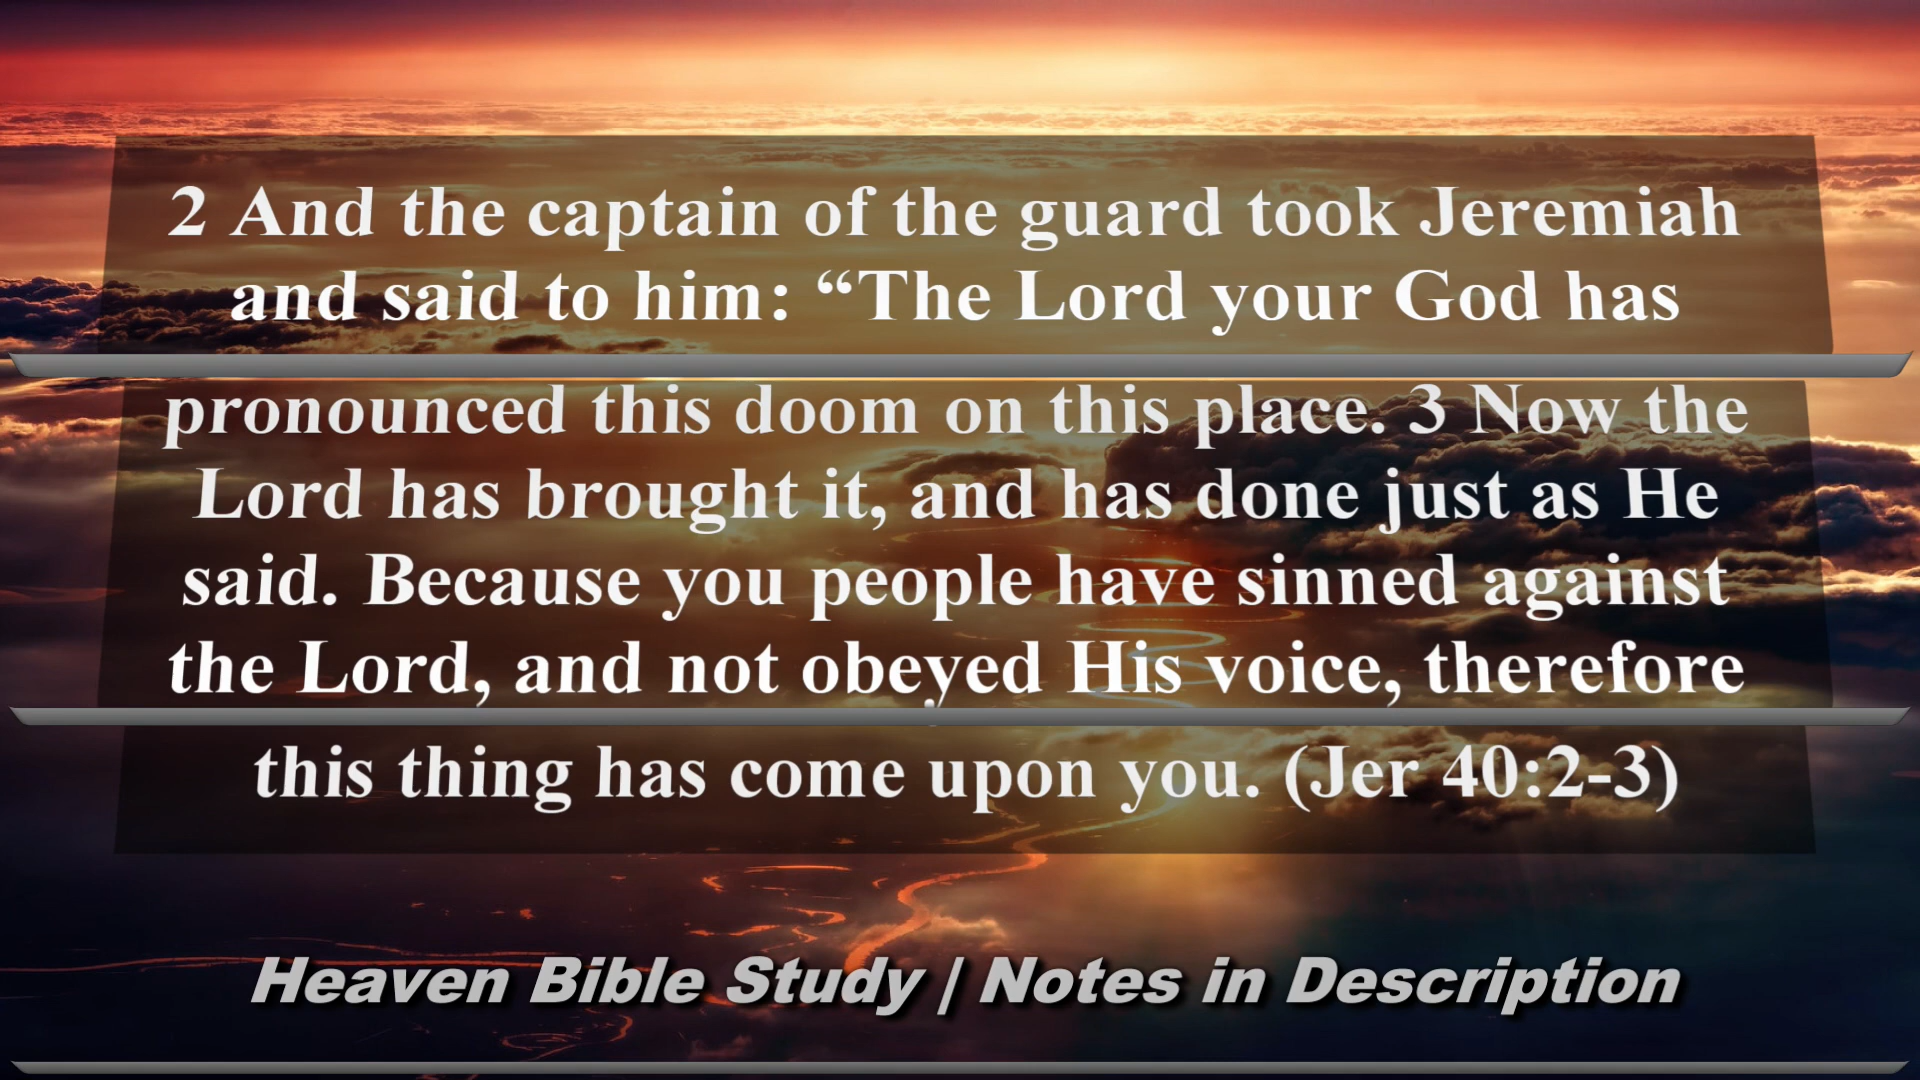 2 And the captain of the guard took Jeremiah
and said to him: “The Lord your God has
pronounced this doom on this place. 3 Now the
Lord has brought it, and has done just as He
said. Because you people have sinned against
the Lord, and not obeyed His voice, therefore
this thing has come upon you. (Jer 40:2-3)
Heaven Bible Study | Notes in Description